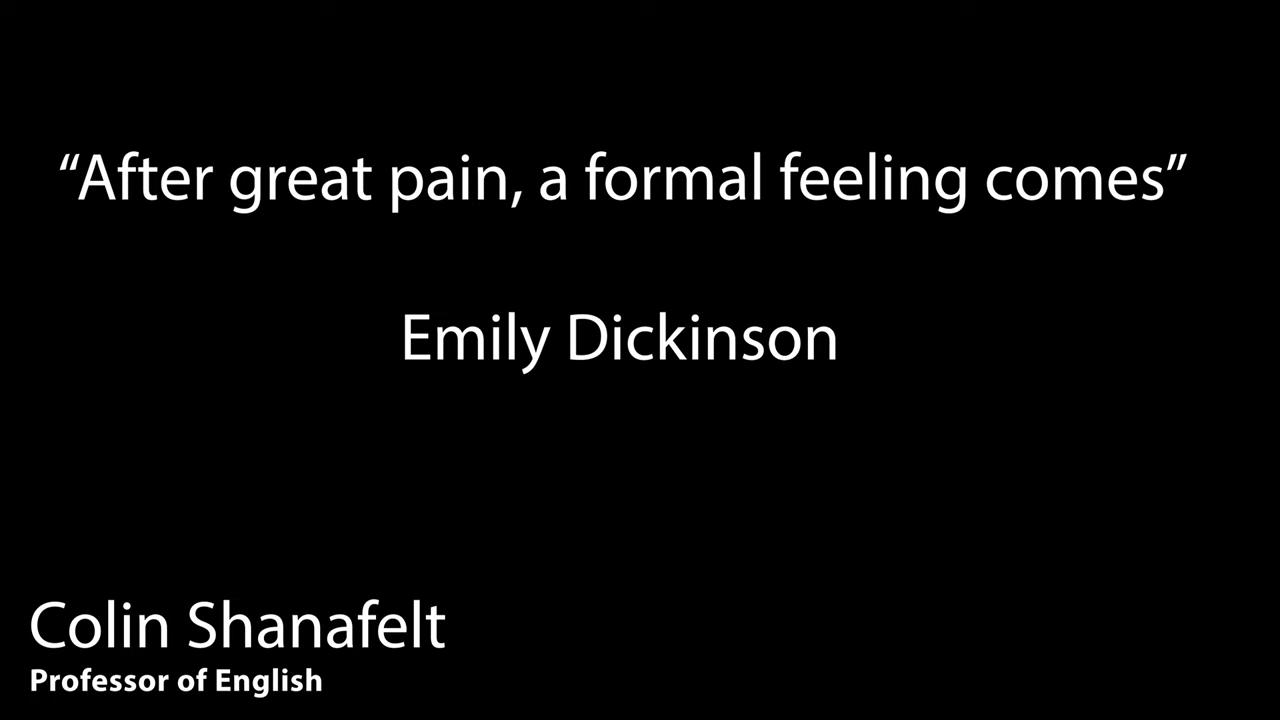 “After great pain, a formal feeling comes”
Emily Dickinson
Colin Shanafelt
Professor of English